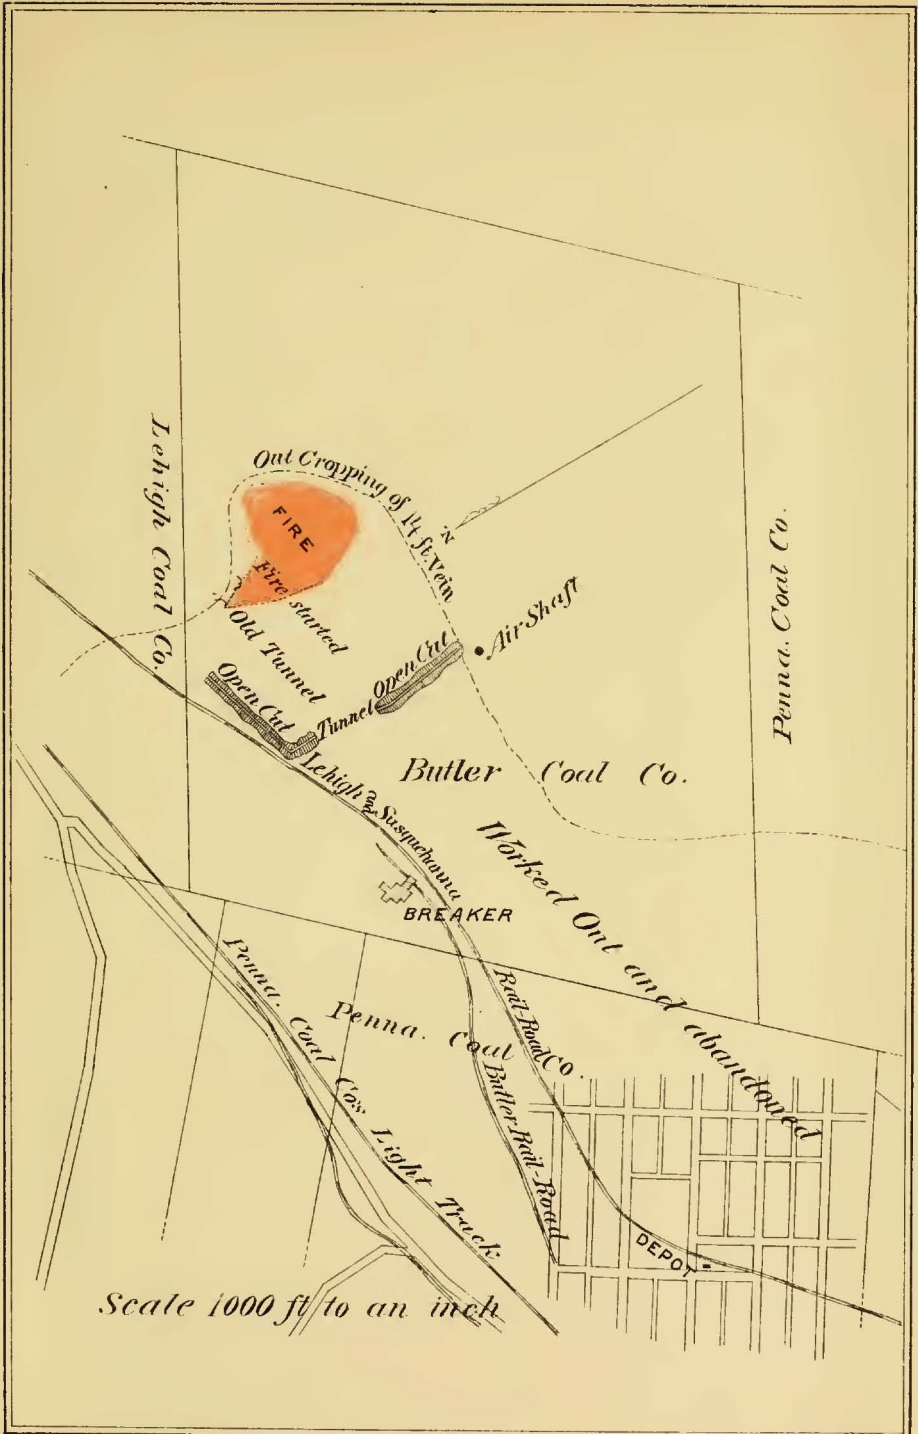 Lehigh Coal Co.
Out Cropping of 14 ft Vein
FIRE
N
Fire started
Old Tunnel
Open Cut
Tunnel
Open Cut
Air Shaft
Penna. Coal Co.
Butler Coal Co.
Lehigh and Susquehanna
Rail-Road Co.
Worked Out and abandoned
BREAKER
Penna. Coal
Penna. Coal Co's Light Track
Butler Rail-Road
DEPOT
Scale 1000 ft to an inch